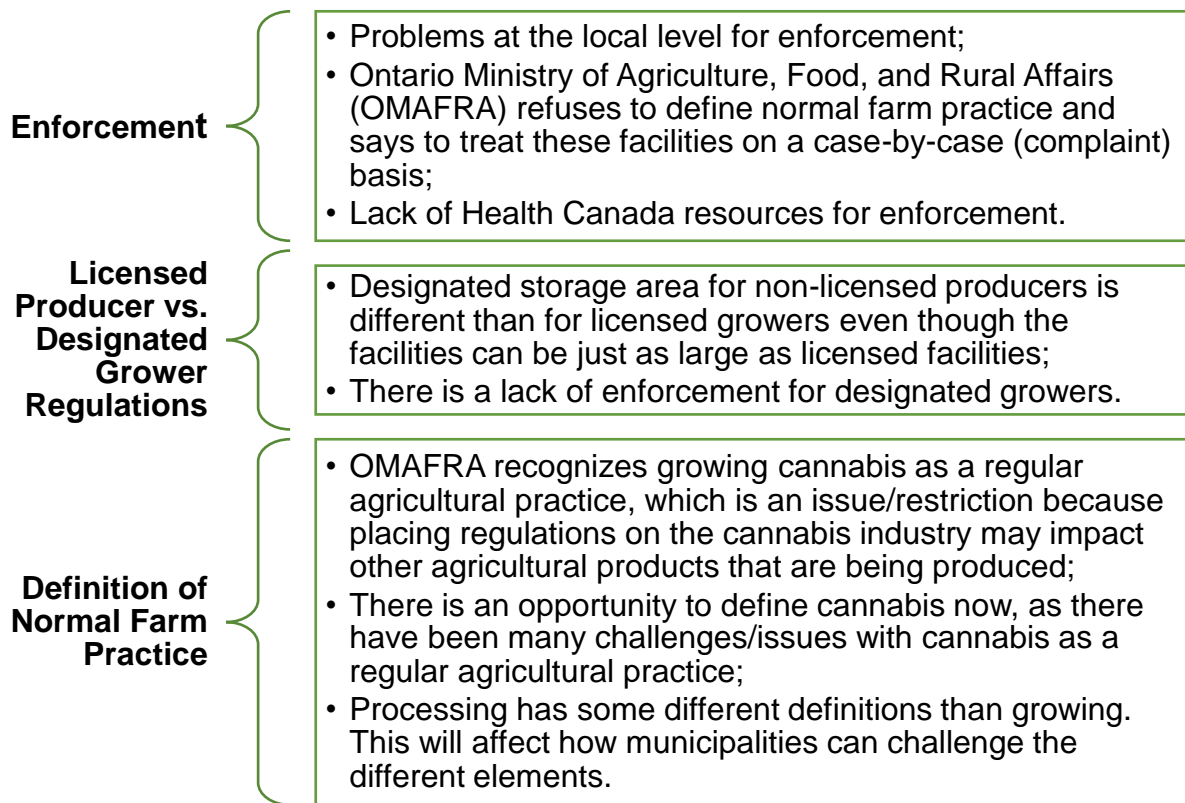 Enforcement
• Problems at the local level for enforcement;
• Ontario Ministry of Agriculture, Food, and Rural Affairs
(OMAFRA) refuses to define normal farm practice and
says to treat these facilities on a case-by-case (complaint)
basis;
• Lack of Health Canada resources for enforcement.
Licensed
Producer vs.
Designated
Grower
Regulations
• Designated storage area for non-licensed producers is
different than for licensed growers even though the
facilities can be just as large as licensed facilities;
• There is a lack of enforcement for designated growers.
Definition of
Normal Farm
Practice
• OMAFRA recognizes growing cannabis as a regular
agricultural practice, which is an issue/restriction because
placing regulations on the cannabis industry may impact
other agricultural products that are being produced;
• There is an opportunity to define cannabis now, as there
have been many challenges/issues with cannabis as a
regular agricultural practice;
• Processing has some different definitions than growing.
This will affect how municipalities can challenge the
different elements.